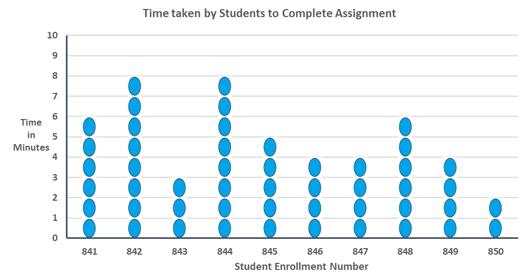 Time taken by Students to Complete Assignment
10
9
8
7
6
5
4
3
2
1
0
Time
in
Minutes
841 842 843 844 845 846 847 848 849 850
Student Enrollment Number